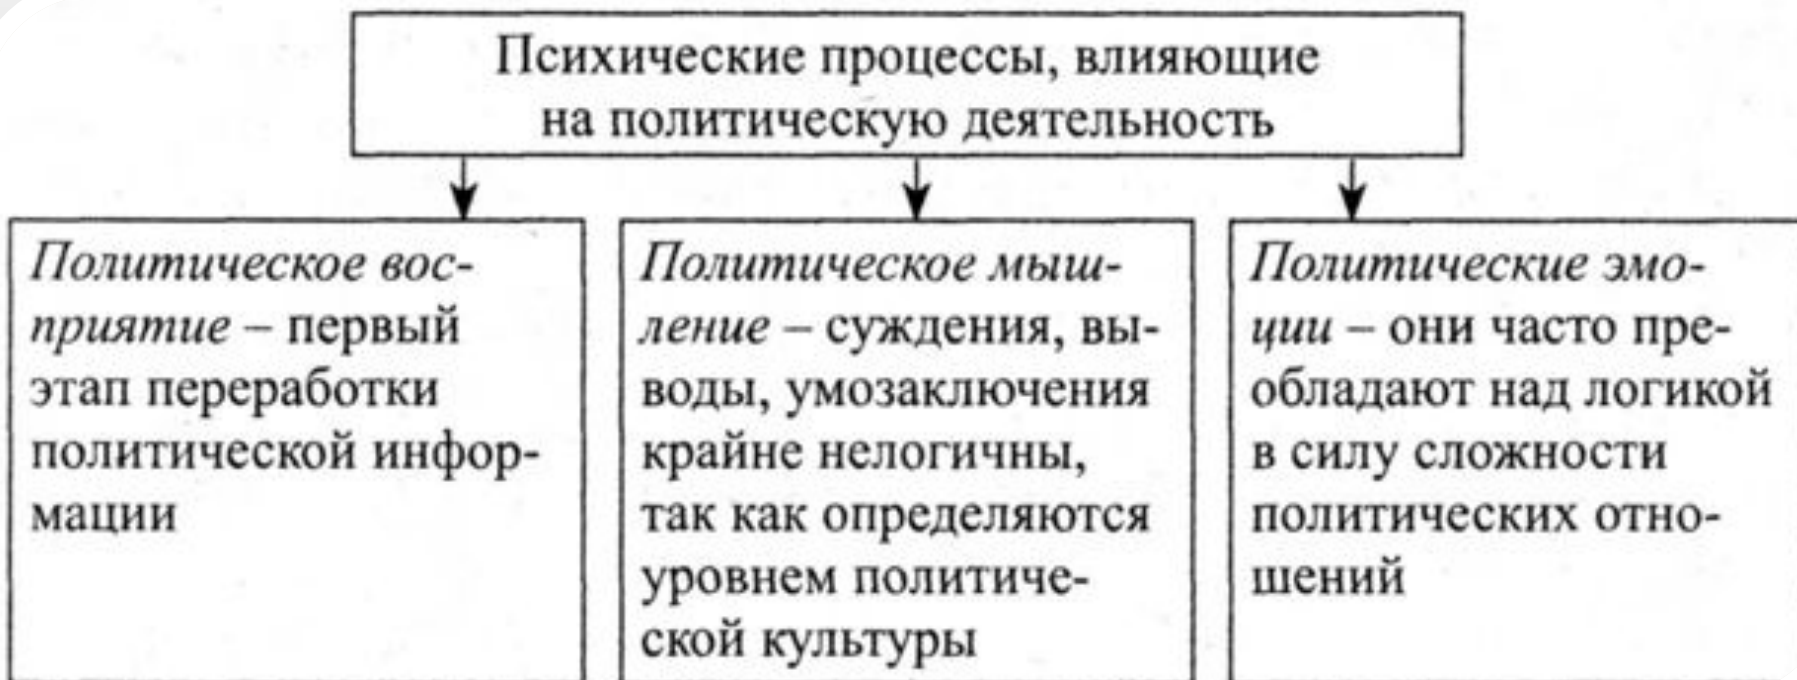 Психические процессы, влияющие
на политическую деятельность
Политическое вос-
приятие – первый
этап переработки
политической инфор-
мации
Политическое мыш-
ление – суждения, вы-
воды, умозаключения
крайне нелогичны,
так как определяются
уровнем политиче-
ской культуры
Политические эмо-
ции – они часто пре-
обладают над логикой
в силу сложности
политических отно-
шений